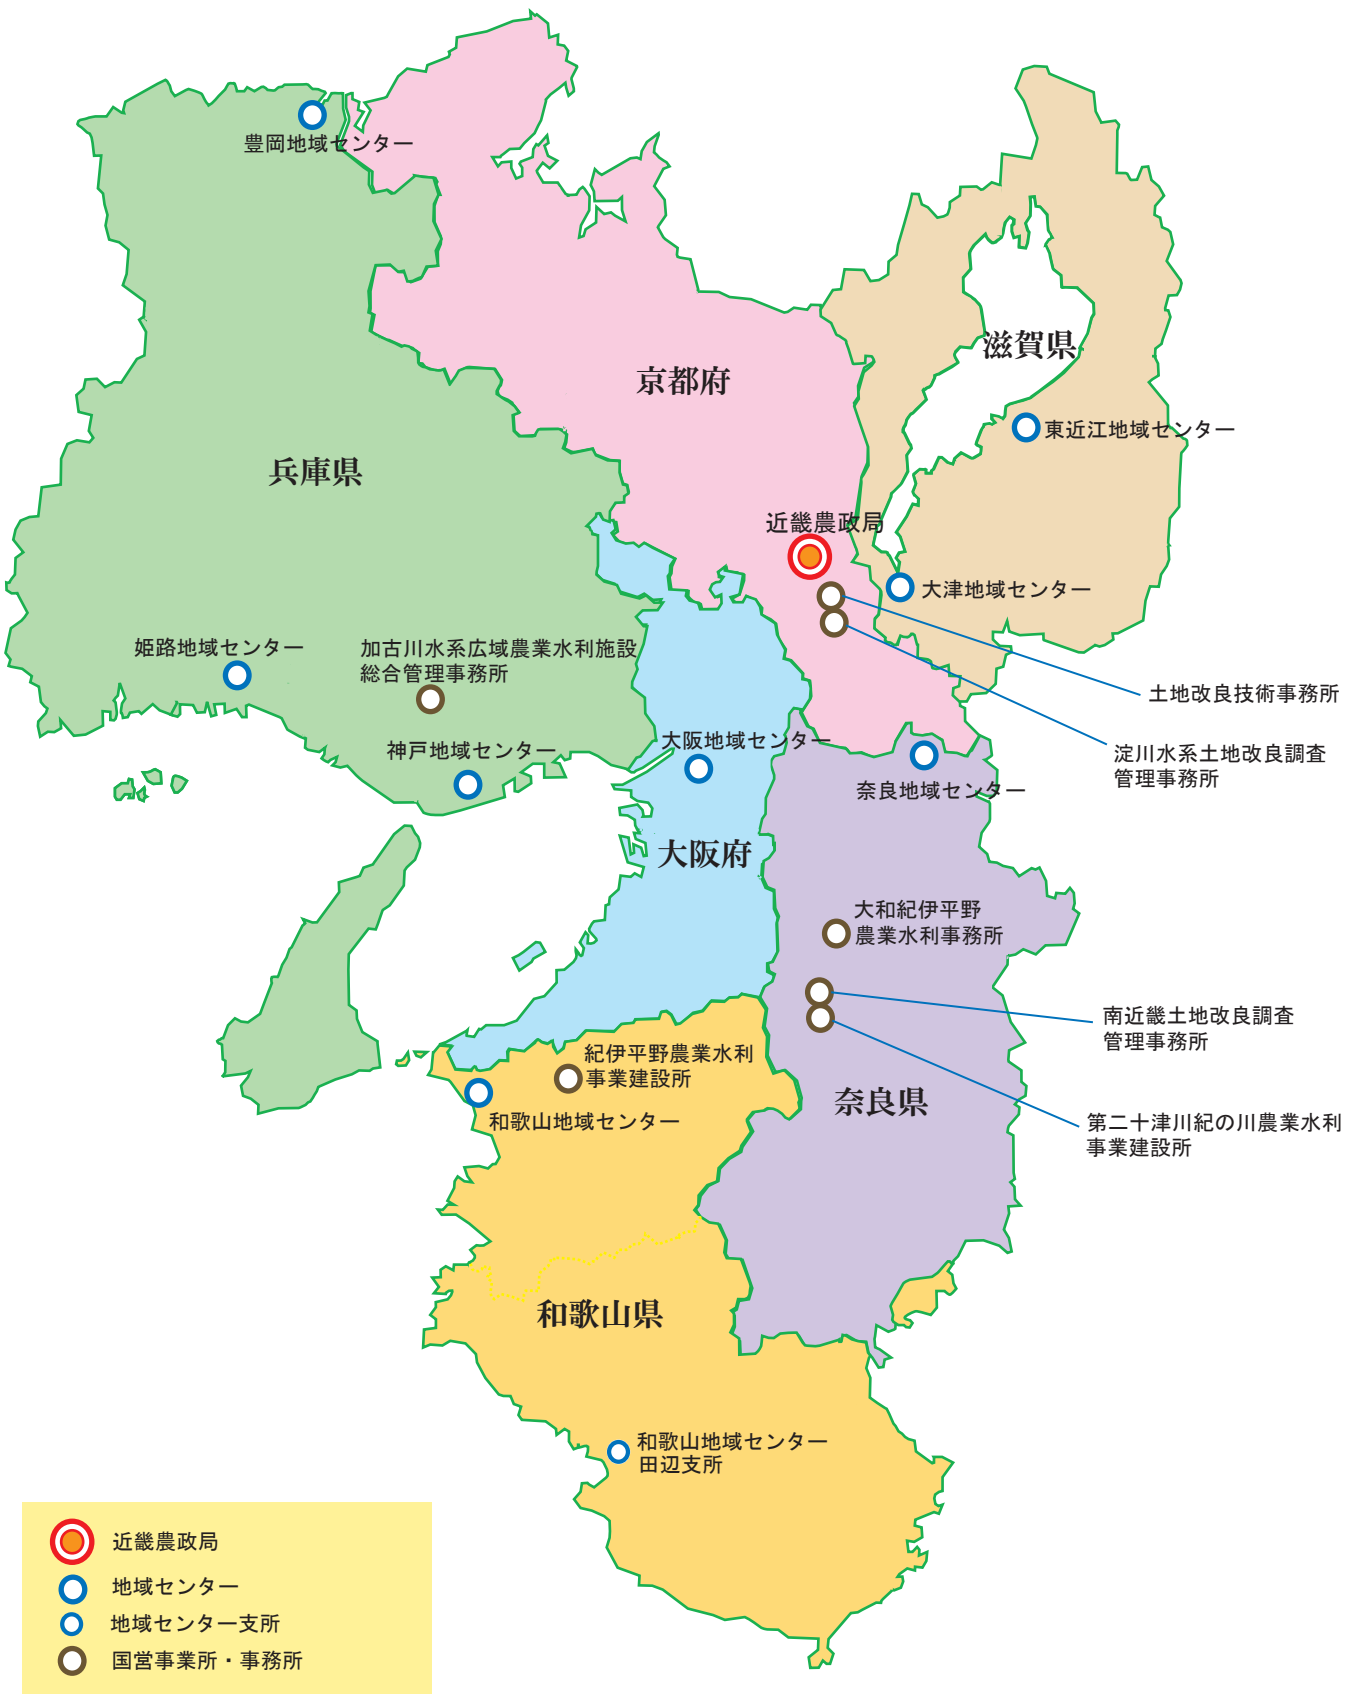 豊岡地域センター
滋賀県
京都府
東近江地域センター
兵庫県
近畿農政局
大津地域センター
姫路地域センター
加古川水系広域農業水利施設
総合管理事務所
土地改良技術事務所
神戸地域センター
大阪地域センター
淀川水系土地改良調査
管理事務所
奈良地域センター
大阪府
大和紀伊平野
農業水利事務所
南近畿土地改良調査
管理事務所
紀伊平野農業水利
事業建設所
奈良県
和歌山地域センター
第二十津川紀の川農業水利
事業建設所
和歌山県
和歌山地域センター
田辺支所
近畿農政局
地域センター
地域センター支所
国営事業所・事務所